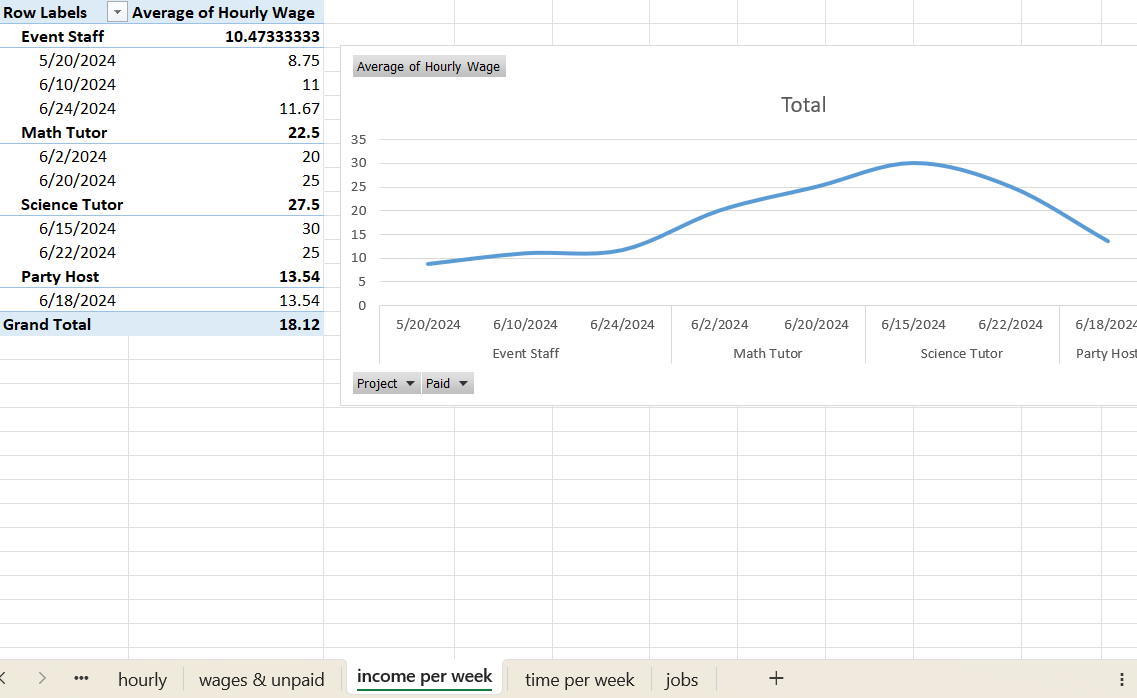 Row Labels Average of Hourly Wage
Event Staff 10.47333333
5/20/2024 8.75
6/10/2024 11
6/24/2024 11.67
Math Tutor 22.5
6/2/2024 20
6/20/2024 25
Science Tutor 27.5
6/15/2024 30
6/22/2024 25
Party Host 13.54
6/18/2024 13.54
Grand Total 18.12
Average of Hourly Wage
Total
35
30
25
20
15
10
5
0
5/20/2024 6/10/2024 6/24/2024 6/2/2024 6/20/2024 6/15/2024 6/22/2024 6/18/2024
Event Staff Math Tutor Science Tutor Party Host
Project Paid
hourly wages & unpaid income per week time per week jobs